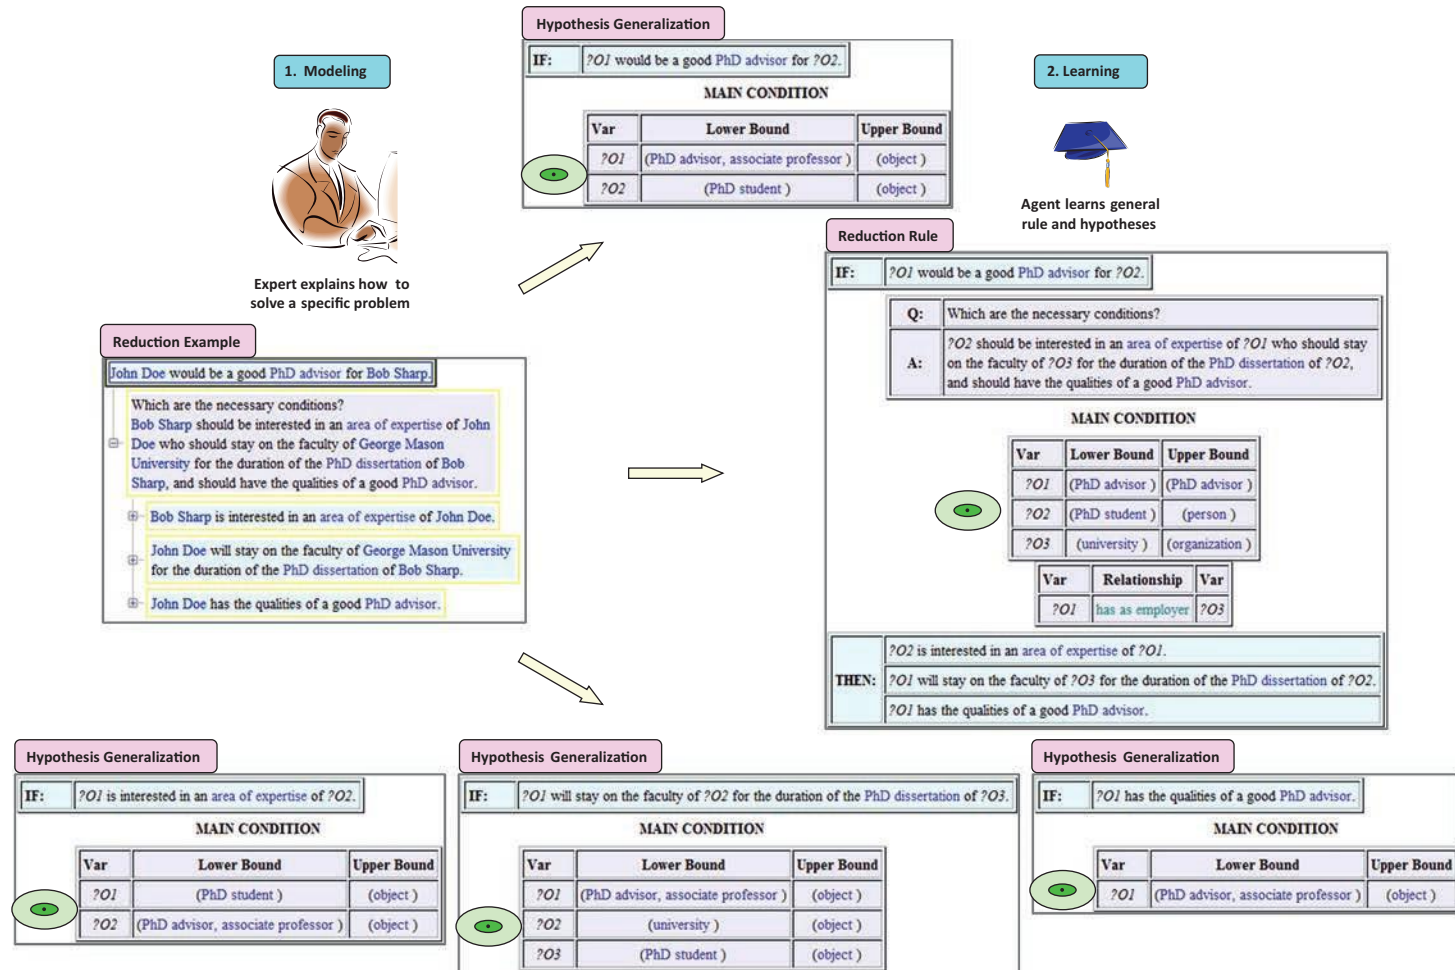 Hypothesis Generalization
IF: ?O1 would be a good PhD advisor for ?O2.
MAIN CONDITION
Var Lower Bound Upper Bound
?O1 (PhD advisor, associate professor ) (object )
?O2 (PhD student ) (object )
1. Modeling
Expert explains how to
solve a specific problem
2. Learning
Agent learns general
rule and hypotheses
Reduction Example
John Doe would be a good PhD advisor for Bob Sharp.
Which are the necessary conditions?
Bob Sharp should be interested in an area of expertise of John
Doe who should stay on the faculty of George Mason
University for the duration of the PhD dissertation of Bob
Sharp, and should have the qualities of a good PhD advisor.
Bob Sharp is interested in an area of expertise of John Doe.
John Doe will stay on the faculty of George Mason University
for the duration of the PhD dissertation of Bob Sharp.
John Doe has the qualities of a good PhD advisor.
Reduction Rule
IF: ?O1 would be a good PhD advisor for ?O2.
Q: Which are the necessary conditions?
A: ?O2 should be interested in an area of expertise of ?O1 who should stay
on the faculty of ?O3 for the duration of the PhD dissertation of ?O2,
and should have the qualities of a good PhD advisor.
MAIN CONDITION
Var Lower Bound Upper Bound
?O1 (PhD advisor ) (PhD advisor )
?O2 (PhD student ) (person )
?O3 (university ) (organization )
Var Relationship Var
?O1 has as employer ?O3
THEN: ?O2 is interested in an area of expertise of ?O1.
?O1 will stay on the faculty of ?O3 for the duration of the PhD dissertation of ?O2.
?O1 has the qualities of a good PhD advisor.
Hypothesis Generalization
IF: ?O1 is interested in an area of expertise of ?O2.
MAIN CONDITION
Var Lower Bound Upper Bound
?O1 (PhD student ) (object )
?O2 (PhD advisor, associate professor ) (object )
Hypothesis Generalization
IF: ?O1 will stay on the faculty of ?O2 for the duration of the PhD dissertation of ?O3.
MAIN CONDITION
Var Lower Bound Upper Bound
?O1 (PhD advisor, associate professor ) (object )
?O2 (university ) (object )
?O3 (PhD student ) (object )
Hypothesis Generalization
IF: ?O1 has the qualities of a good PhD advisor.
MAIN CONDITION
Var Lower Bound Upper Bound
?O1 (PhD advisor, associate professor ) (object )